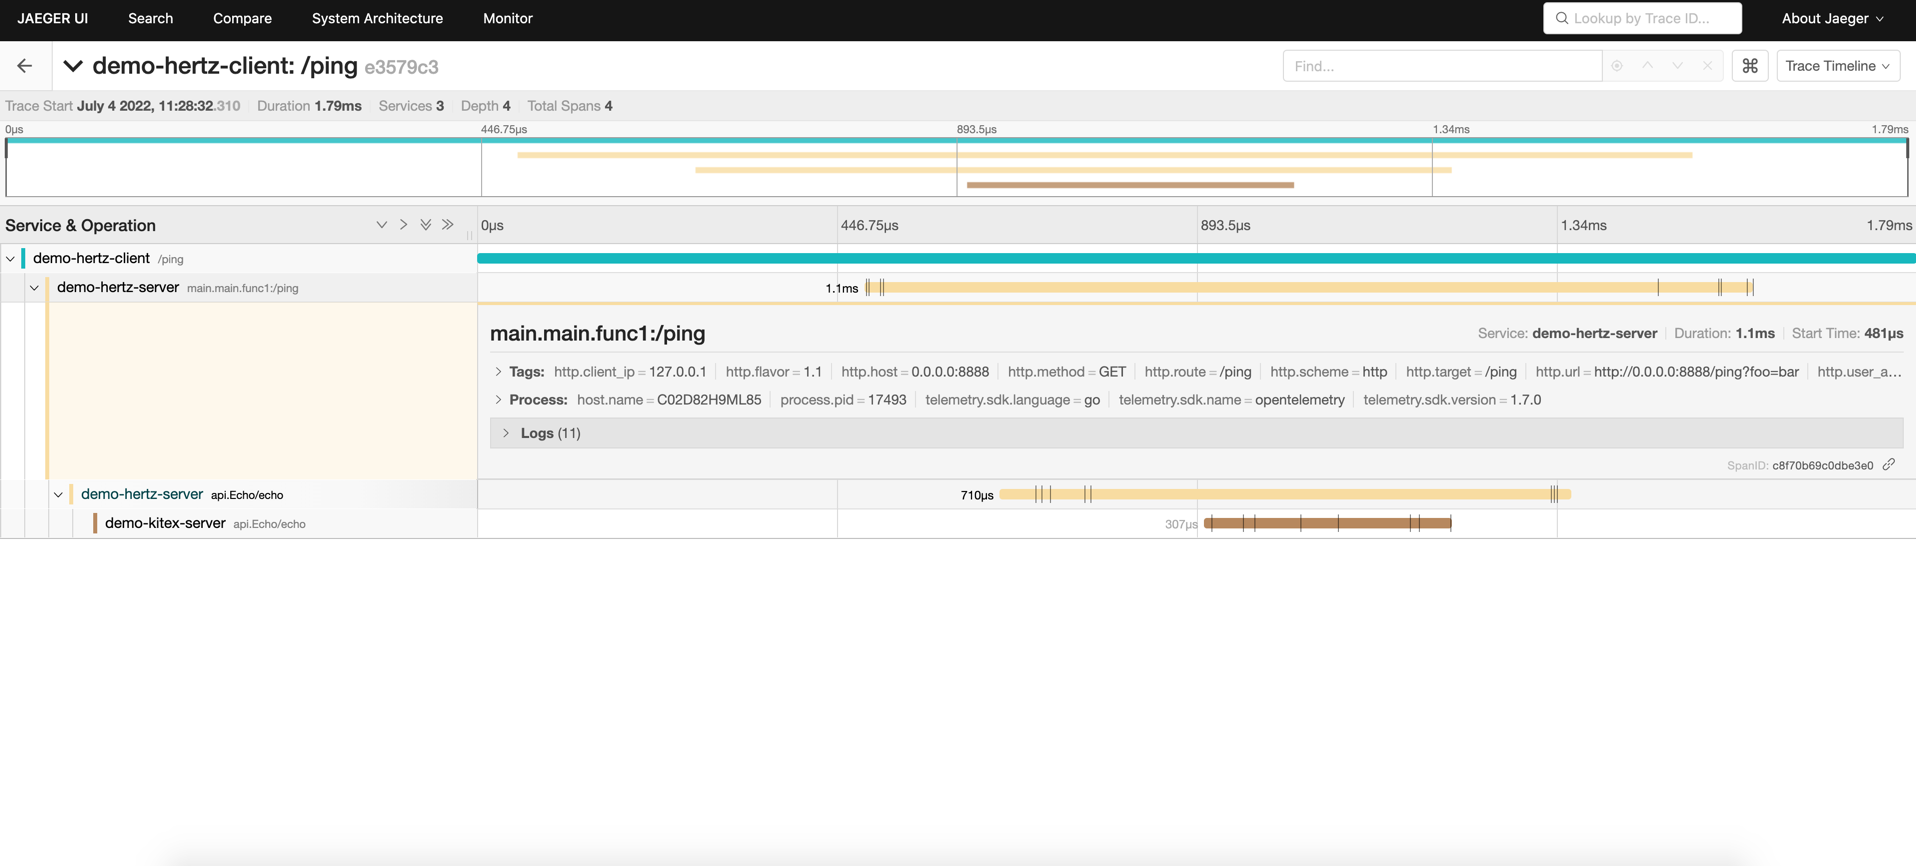 JAEGER UI Search Compare System Architecture Monitor Lookup by Trace ID... About Jaeger
demo-hertz-client: /ping e3579c3 Find... ⌘ Trace Timeline
Trace Start July 4 2022, 11:28:32.310 Duration 1.79ms Services 3 Depth 4 Total Spans 4
0μs 446.75μs 893.5μs 1.34ms 1.79ms
Service & Operation 0μs 446.75μs 893.5μs 1.34ms 1.79ms
demo-hertz-client /ping
demo-hertz-server main.main.func1:/ping 1.1ms
main.main.func1:/ping Service: demo-hertz-server Duration: 1.1ms Start Time: 481μs
Tags: http.client_ip = 127.0.0.1 http.flavor = 1.1 http.host = 0.0.0.0:8888 http.method = GET http.route = /ping http.scheme = http http.target = /ping http.url = http://0.0.0.0:8888/ping?foo=bar http.user_a...
Process: host.name = C02D82H9ML85 process.pid = 17493 telemetry.sdk.language = go telemetry.sdk.name = opentelemetry telemetry.sdk.version = 1.7.0
Logs (11)
SpanID: c8f70b69c0dbe3e0
demo-hertz-server api.Echo/echo 710μs
demo-kitex-server api.Echo/echo 307μs